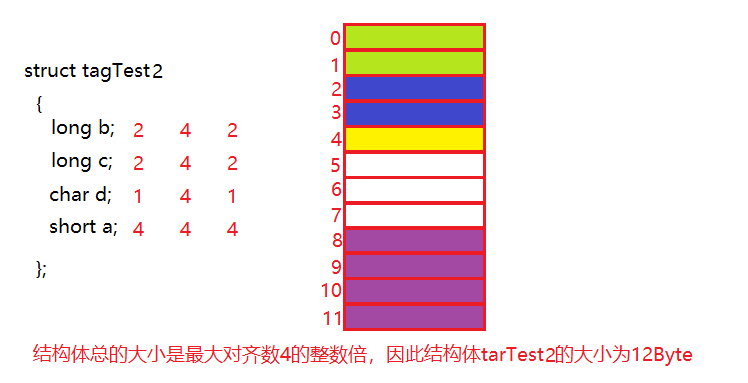 struct tagTest2
{
long b; 2 4 2
long c; 2 4 2
char d; 1 4 1
short a; 4 4 4
};
0
1
2
3
4
5
6
7
8
9
10
11
结构体总的大小是最大对齐数4的整数倍，因此结构体tarTest2的大小为12Byte